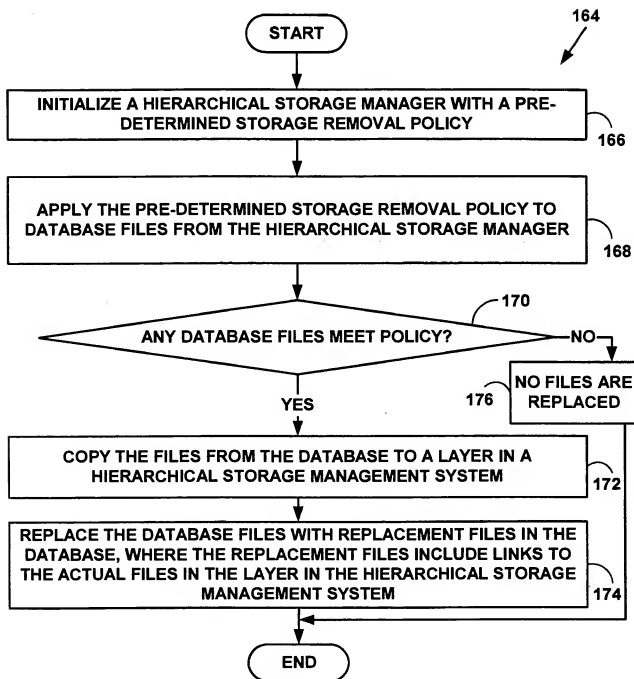 START
164
INITIALIZE A HIERARCHICAL STORAGE MANAGER WITH A PRE-
DETERMINED STORAGE REMOVAL POLICY
166
APPLY THE PRE-DETERMINED STORAGE REMOVAL POLICY TO
DATABASE FILES FROM THE HIERARCHICAL STORAGE MANAGER
168
170
ANY DATABASE FILES MEET POLICY?
NO
NO FILES ARE
REPLACED
176
YES
COPY THE FILES FROM THE DATABASE TO A LAYER IN A
HIERARCHICAL STORAGE MANAGEMENT SYSTEM
172
REPLACE THE DATABASE FILES WITH REPLACEMENT FILES IN THE
DATABASE, WHERE THE REPLACEMENT FILES INCLUDE LINKS TO
THE ACTUAL FILES IN THE LAYER IN THE HIERARCHICAL STORAGE
MANAGEMENT SYSTEM
174
END